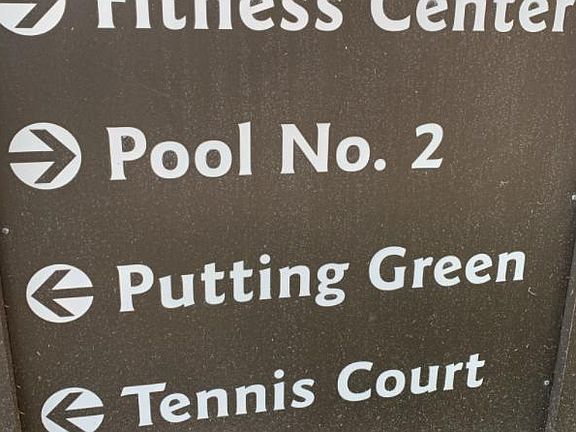 Fitness Center
Pool No. 2
Putting Green
Tennis Court